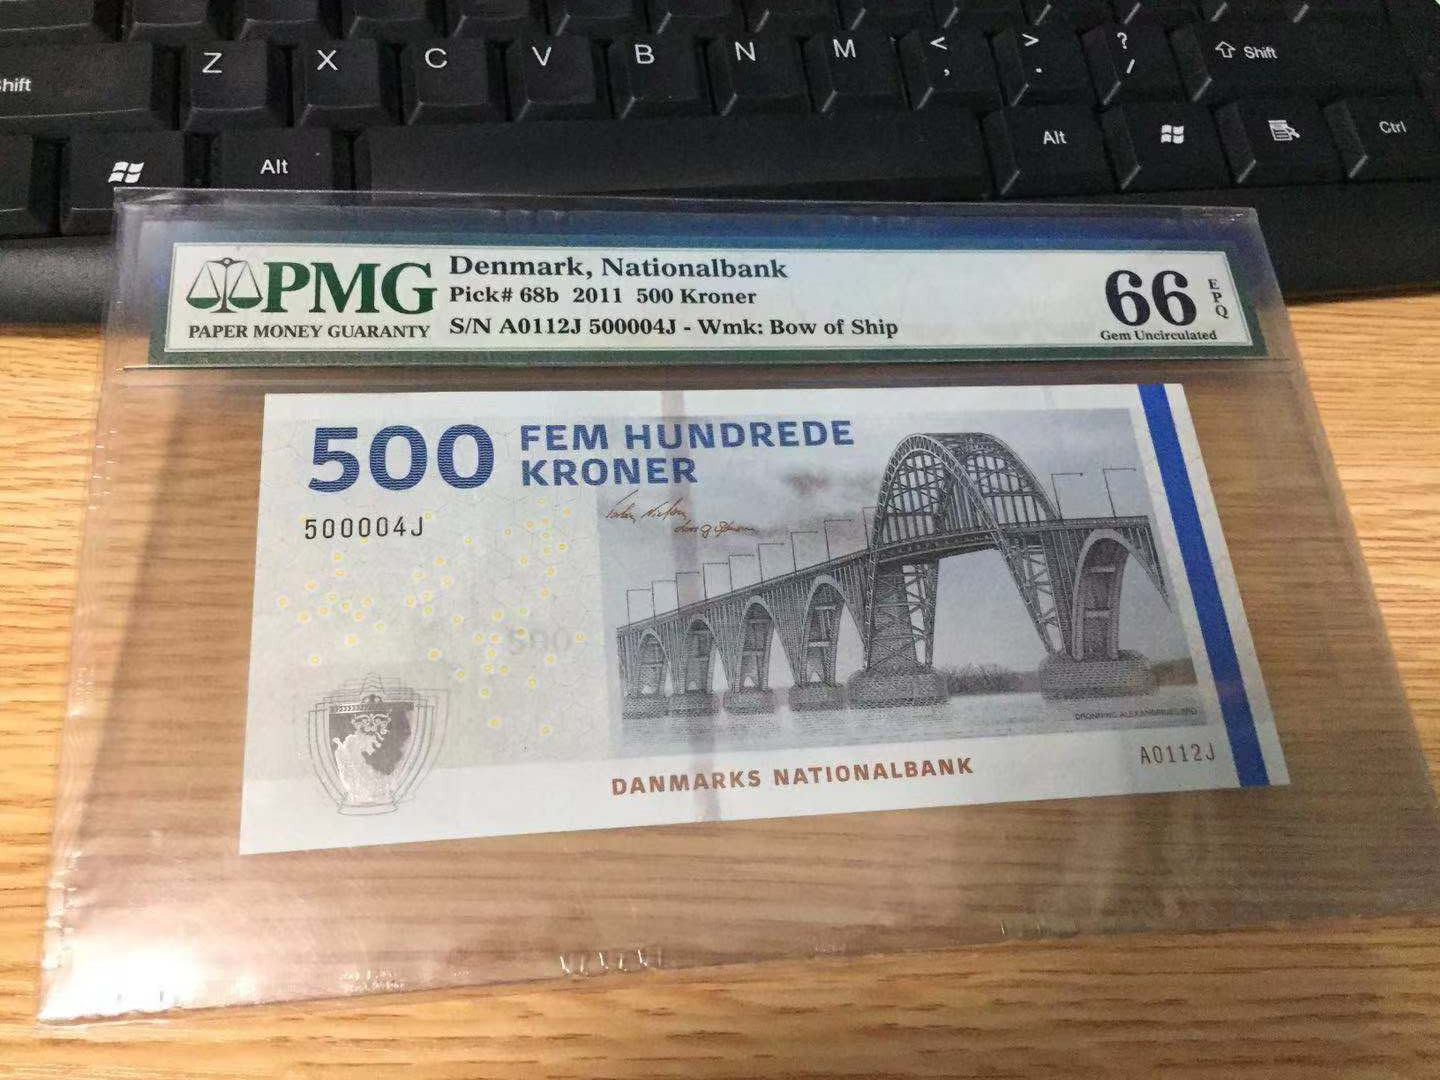 hift Z X C V B N M < , > . ? / Shift
Alt Alt Ctrl
PMG
PAPER MONEY GUARANTY
Denmark, Nationalbank
Pick# 68b 2011 500 Kroner
S/N A0112J 500004J - Wmk: Bow of Ship
66 EPQ
Gem Uncirculated
500 FEM HUNDREDE
KRONER
500004J
500
DANMARKS NATIONALBANK
A0112J